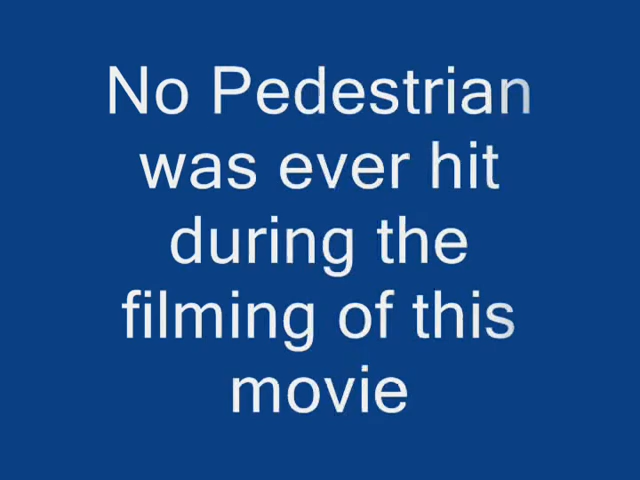 No Pedestrian
was ever hit
during the
filming of this
movie